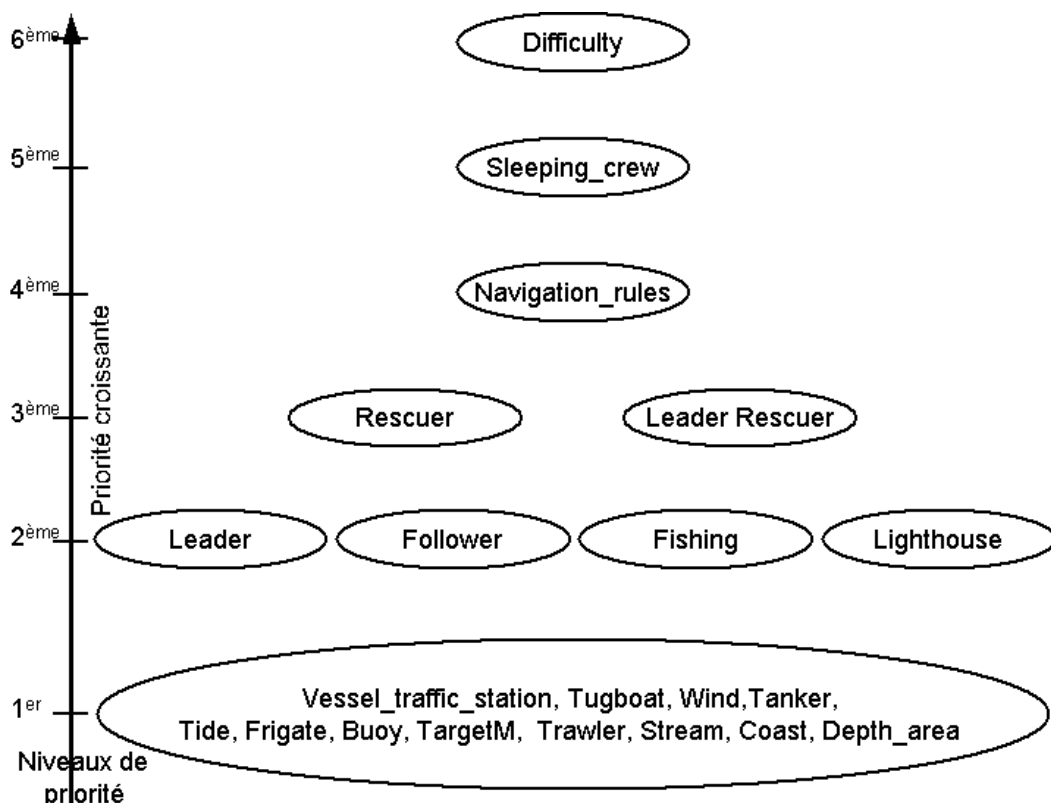 6ème
Difficulty
5ème
Sleeping_crew
4ème
Navigation_rules
Priorité croissante
3ème
Rescuer
Leader Rescuer
2ème
Leader
Follower
Fishing
Lighthouse
1er
Vessel_traffic_station, Tugboat, Wind,Tanker,
Tide, Frigate, Buoy, TargetM, Trawler, Stream, Coast, Depth_area
Niveaux de
priorité